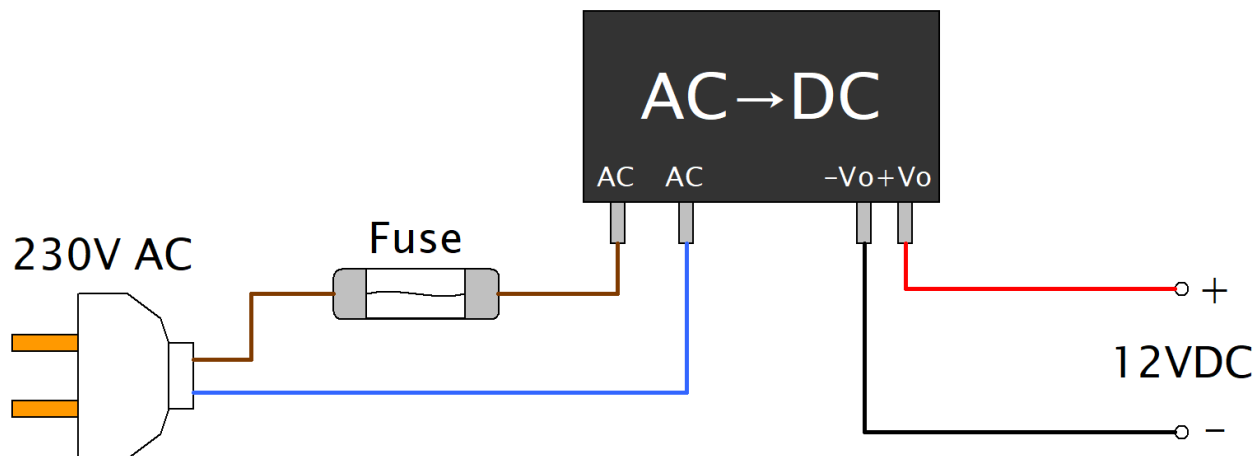 AC→DC
AC AC -Vo+Vo
Fuse
230V AC
+
12VDC
-